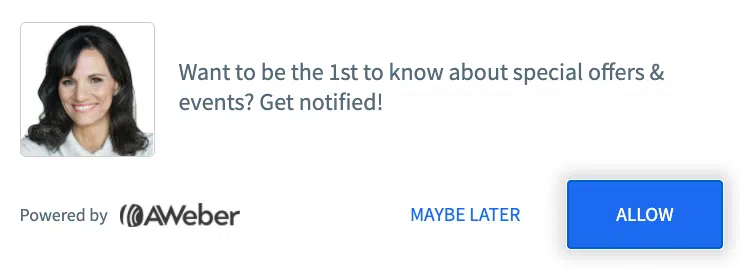 Want to be the 1st to know about special offers &
events? Get notified!
Powered by AWeber
MAYBE LATER
ALLOW